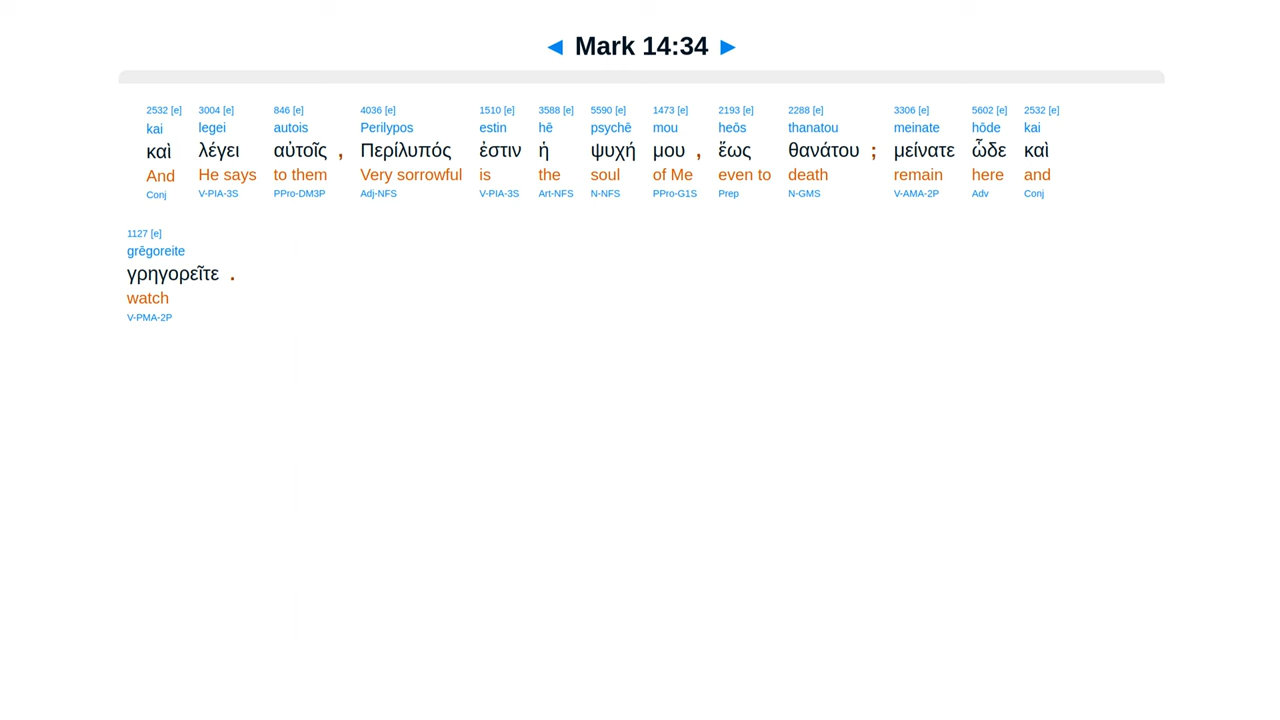 ◄ Mark 14:34 ►
2532 [e] 3004 [e] 846 [e] 4036 [e] 1510 [e] 3588 [e] 5590 [e] 1473 [e] 2193 [e] 2288 [e] 3306 [e] 5602 [e] 2532 [e]
kai legei autois Perilypos estin hē psychē mou heōs thanatou meinate hōde kai
καὶ λέγει αὐτοῖς , Περίλυπός ἐστιν ἡ ψυχή μου , ἕως θανάτου ; μείνατε ὧδε καὶ
And He says to them Very sorrowful is the soul of Me even to death remain here and
Conj V-PIA-3S PPro-DM3P Adj-NFS V-PIA-3S Art-NFS N-NFS PPro-G1S Prep N-GMS V-AMA-2P Adv Conj
1127 [e]
grēgoreite
γρηγορεῖτε .
watch
V-PMA-2P